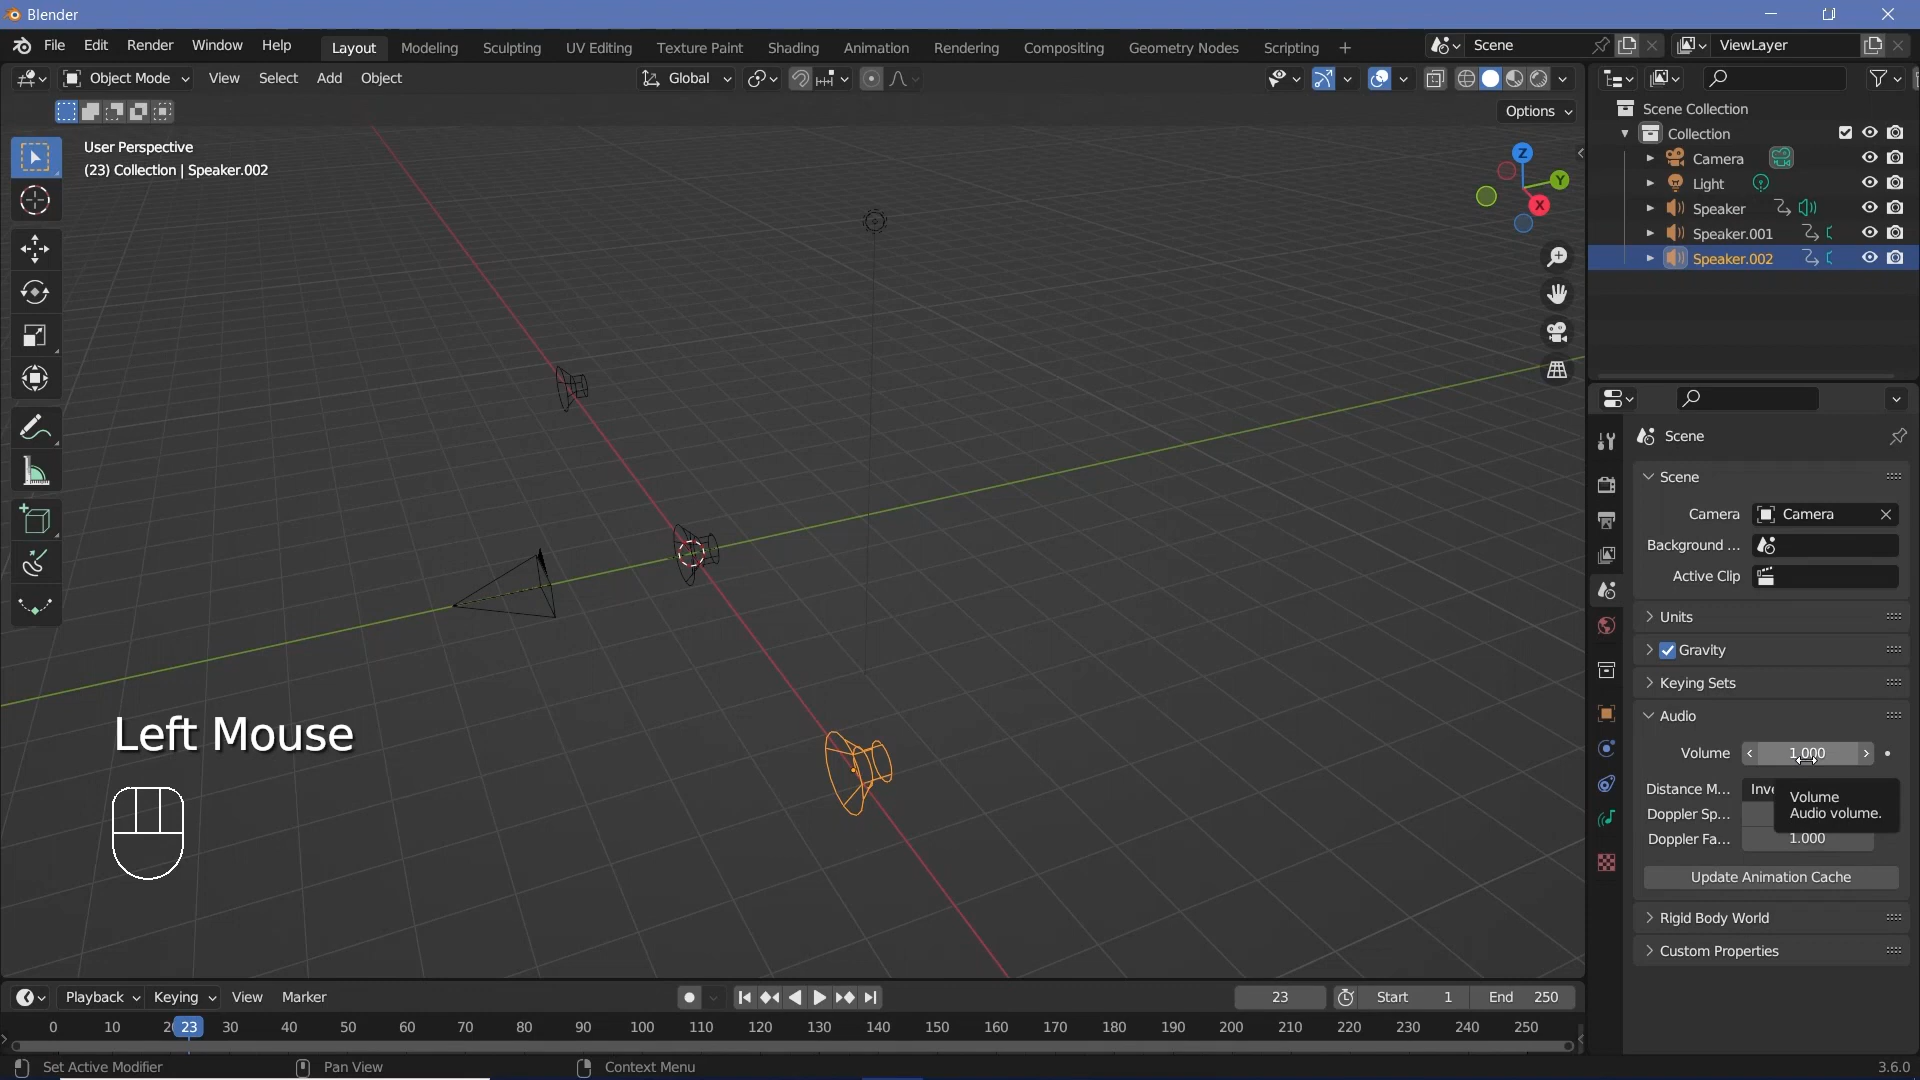 Blender
File Edit Render Window Help Layout Modeling Sculpting UV Editing Texture Paint Shading Animation Rendering Compositing Geometry Nodes Scripting Scene ViewLayer
Object Mode View Select Add Object Global
Options
User Perspective
(23) Collection | Speaker.002
Z
Y
X
Scene Collection
Collection
Camera
Light
Speaker
Speaker.001
Speaker.002
Scene
Scene
Camera Camera
Background ...
Active Clip
Units
Gravity
Keying Sets
Audio
Volume 1.000
Distance M... Inve
Volume
Audio volume.
Doppler Sp...
Doppler Fa... 1.000
Update Animation Cache
Rigid Body World
Custom Properties
Left Mouse
Playback Keying View Marker 23 Start 1 End 250
0 10 2 23 30 40 50 60 70 80 90 100 110 120 130 140 150 160 170 180 190 200 210 220 230 240 250
Set Active Modifier Pan View Context Menu 3.6.0